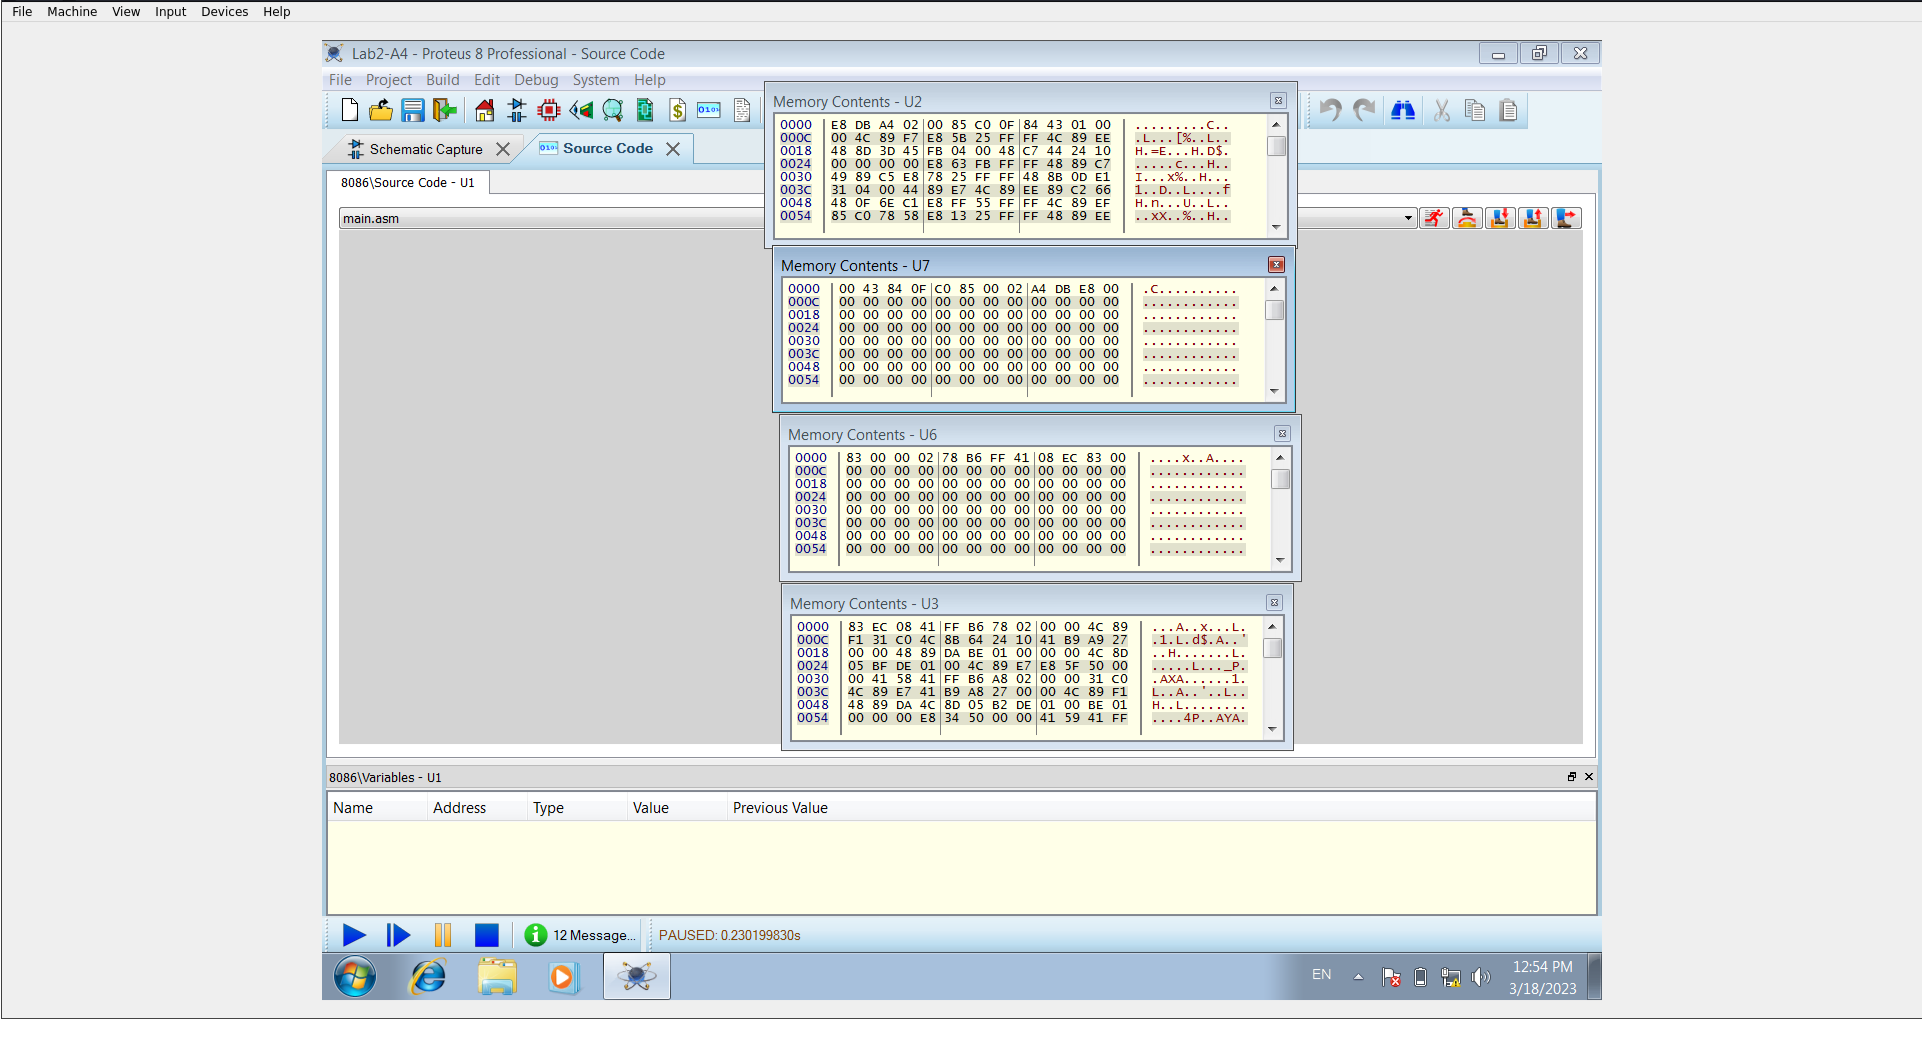 File Machine View Input Devices Help
Lab2-A4 - Proteus 8 Professional - Source Code
File Project Build Edit Debug System Help
Schematic Capture
Source Code
8086\Source Code - U1
main.asm
Memory Contents - U2
0000 E8 DB A4 02 00 85 C0 0F 84 43 01 00 .........C..
000C 00 4C 89 F7 E8 5B 25 FF FF 4C 89 EE .L...[%..L..
0018 48 8D 3D 45 FB 04 00 48 C7 44 24 10 H.=E...H.D$.
0024 00 00 00 00 E8 63 FB FF FF 48 89 C7 .....c...H..
0030 49 89 C5 E8 78 25 FF FF 48 8B 0D E1 I...x%..H...
003C 31 04 00 44 89 E7 4C 89 EE 89 C2 66 1..D..L....f
0048 48 0F 6E C1 E8 FF 55 FF FF 4C 89 EF H.n...U..L..
0054 85 C0 78 58 E8 13 25 FF FF 48 89 EE ..xX..%..H..
Memory Contents - U7
0000 00 43 84 0F C0 85 00 02 A4 DB E8 00 .C..........
000C 00 00 00 00 00 00 00 00 00 00 00 00 ............
0018 00 00 00 00 00 00 00 00 00 00 00 00 ............
0024 00 00 00 00 00 00 00 00 00 00 00 00 ............
0030 00 00 00 00 00 00 00 00 00 00 00 00 ............
003C 00 00 00 00 00 00 00 00 00 00 00 00 ............
0048 00 00 00 00 00 00 00 00 00 00 00 00 ............
0054 00 00 00 00 00 00 00 00 00 00 00 00 ............
Memory Contents - U6
0000 83 00 00 02 78 B6 FF 41 08 EC 83 00 ....x..A....
000C 00 00 00 00 00 00 00 00 00 00 00 00 ............
0018 00 00 00 00 00 00 00 00 00 00 00 00 ............
0024 00 00 00 00 00 00 00 00 00 00 00 00 ............
0030 00 00 00 00 00 00 00 00 00 00 00 00 ............
003C 00 00 00 00 00 00 00 00 00 00 00 00 ............
0048 00 00 00 00 00 00 00 00 00 00 00 00 ............
0054 00 00 00 00 00 00 00 00 00 00 00 00 ............
Memory Contents - U3
0000 83 EC 08 41 FF B6 78 02 00 00 4C 89 ...A..x...L.
000C F1 31 C0 4C 8B 64 24 10 41 B9 A9 27 .1.L.d$.A..'
0018 00 00 48 89 DA BE 01 00 00 00 4C 8D ..H.......L.
0024 05 BF DE 01 00 4C 89 E7 E8 5F 50 00 .....L..._P.
0030 00 41 58 41 FF B6 A8 02 00 00 31 C0 .AXA......1.
003C 4C 89 E7 41 B9 A8 27 00 00 4C 89 F1 L..A..'..L..
0048 48 89 DA 4C 8D 05 B2 DE 01 00 BE 01 H..L........
0054 00 00 00 E8 34 50 00 00 41 59 41 FF ....4P..AYA.
8086\Variables - U1
Name Address Type Value Previous Value
12 Message...
PAUSED: 0.230199830s
EN
12:54 PM
3/18/2023